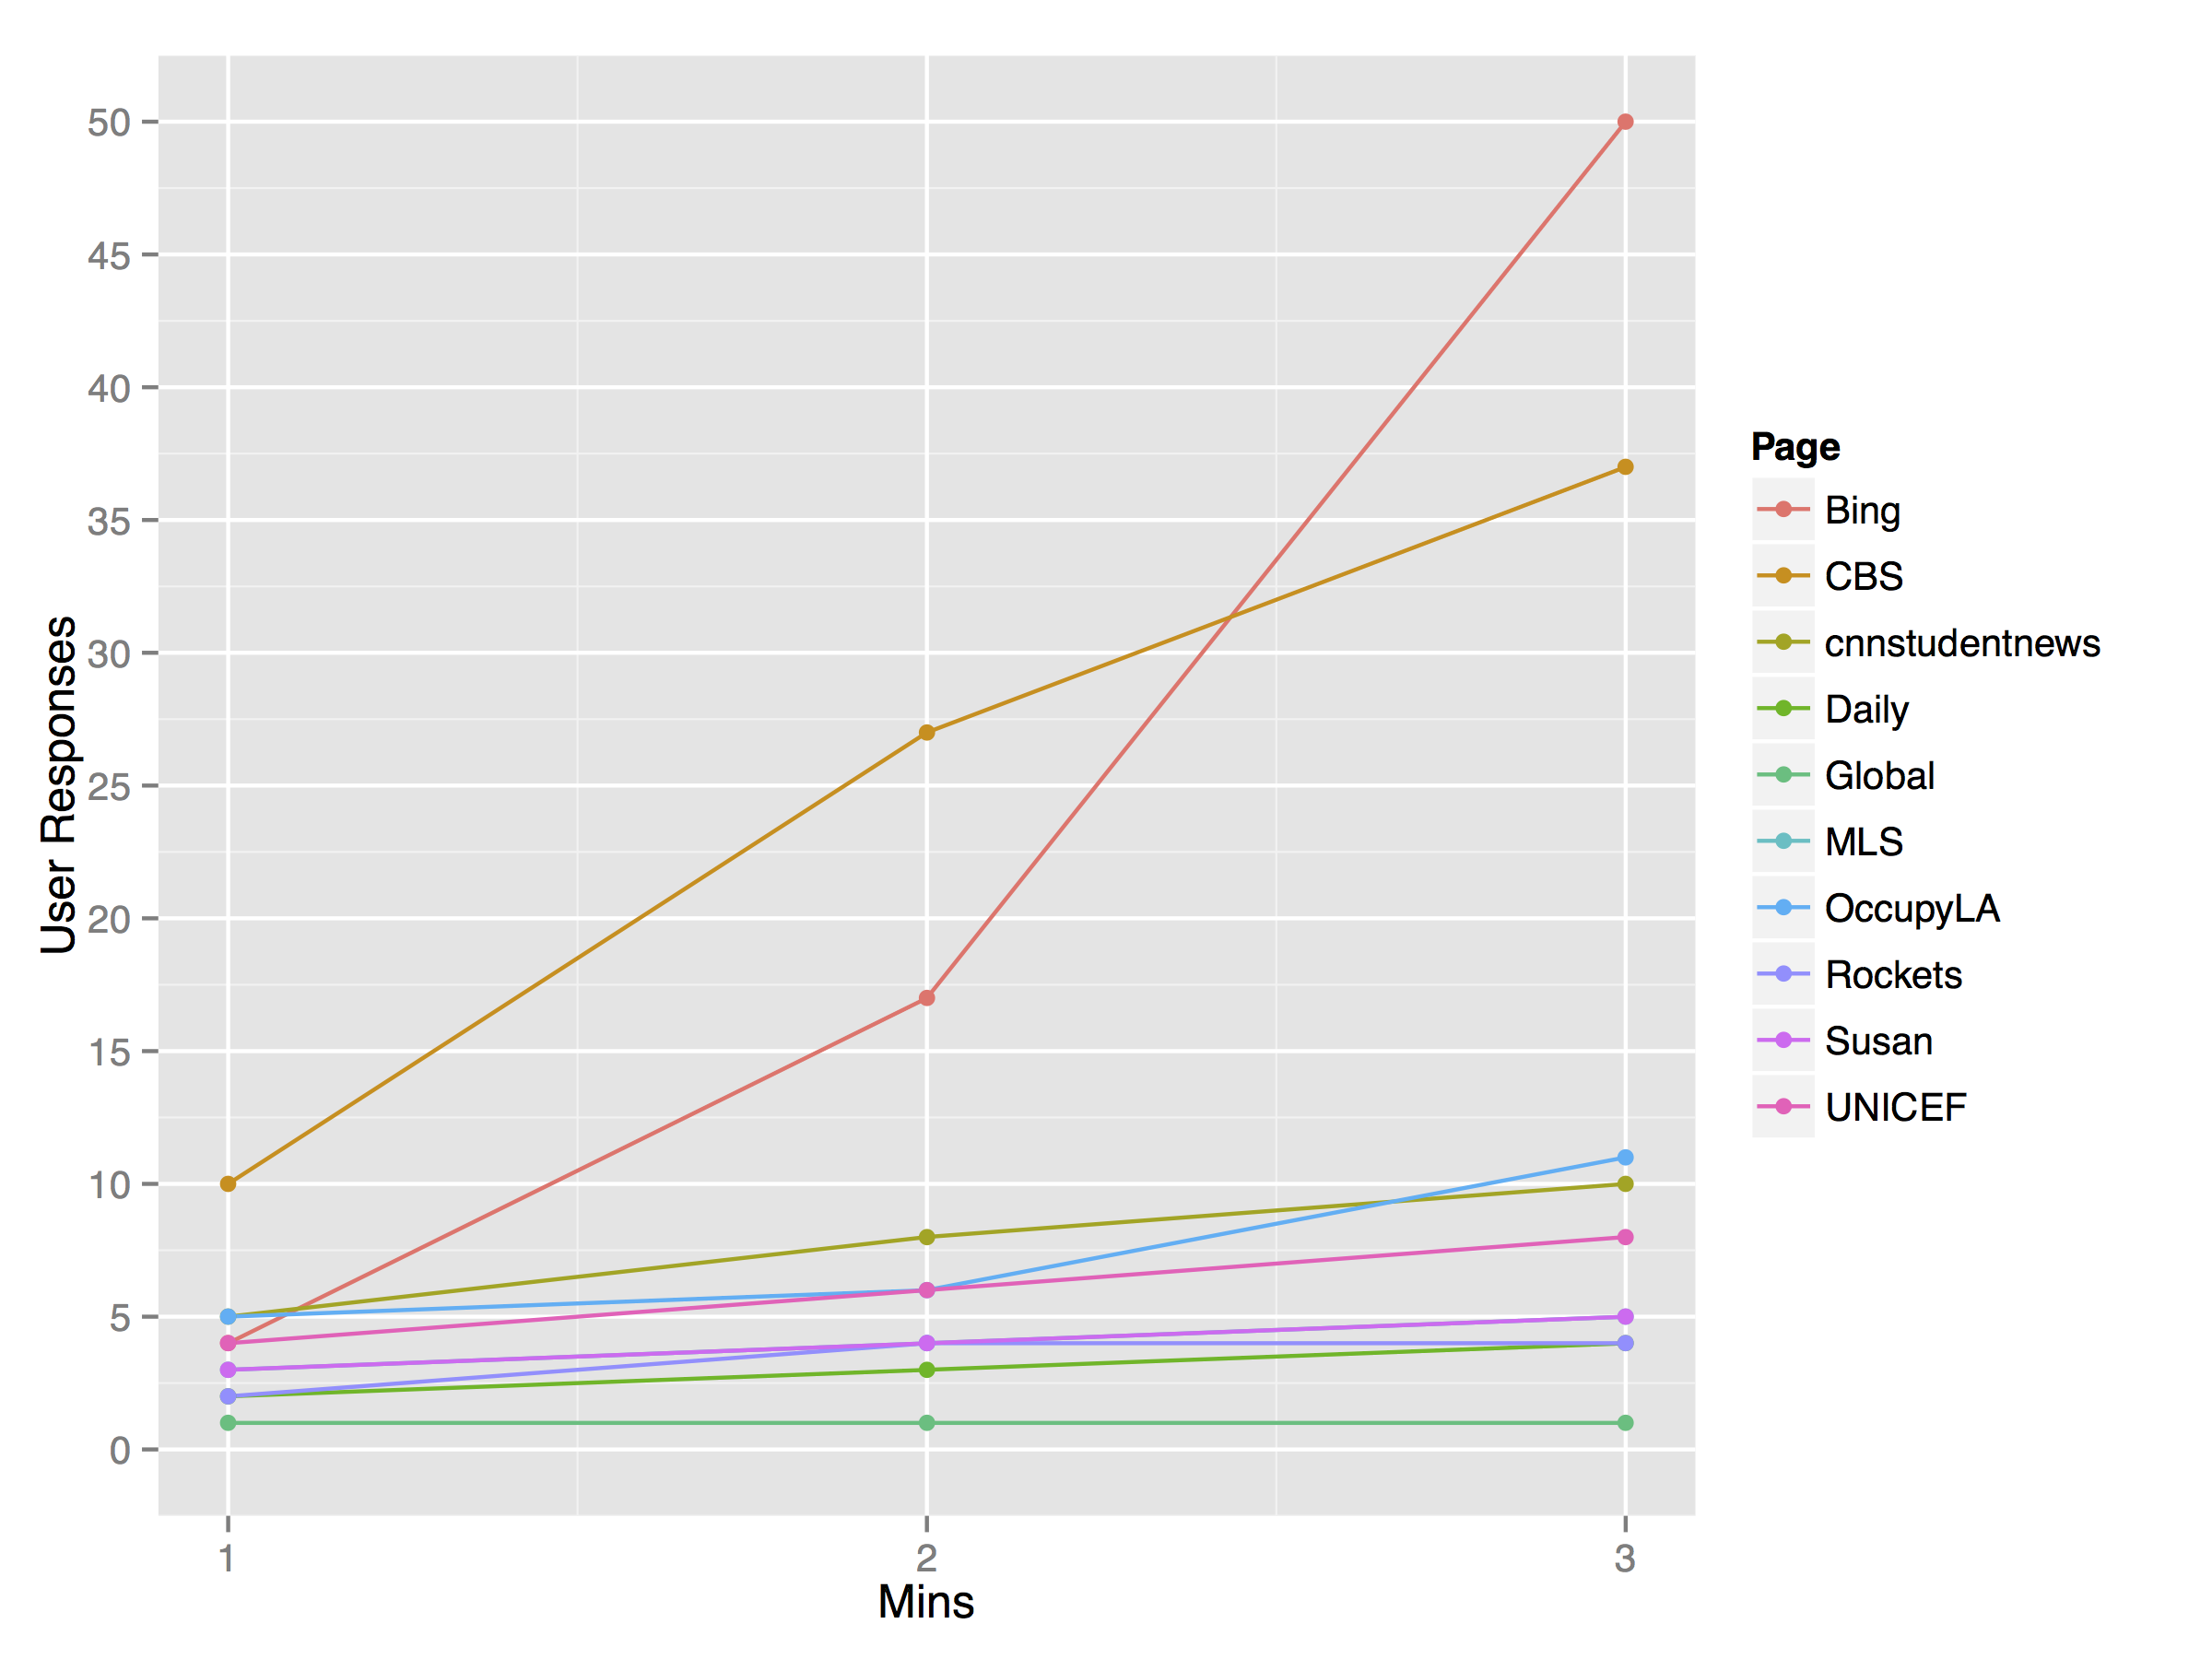 50
45
40
35
30
25
20
15
10
5
0
User Responses
1
2
3
Mins
Page
Bing
CBS
cnnstudentnews
Daily
Global
MLS
OccupyLA
Rockets
Susan
UNICEF